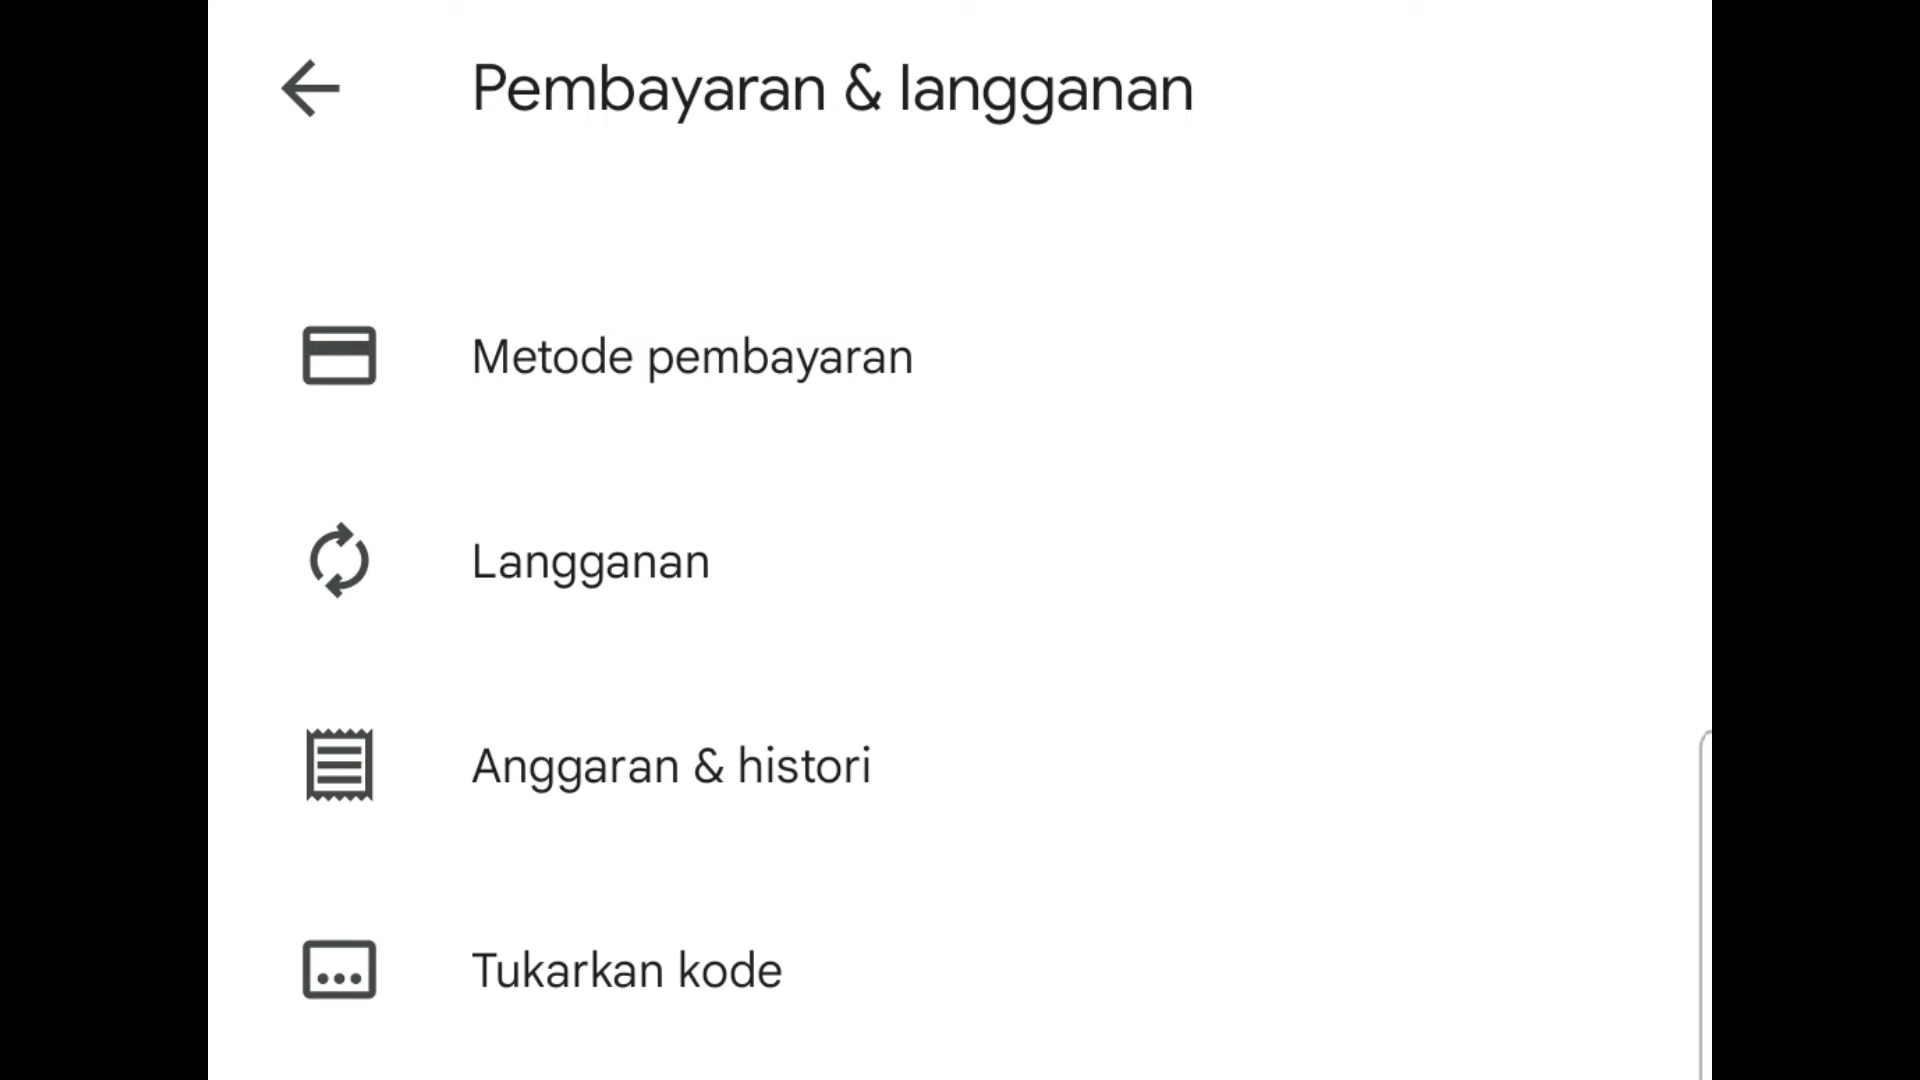 Pembayaran & langganan
Metode pembayaran
Langganan
Anggaran & histori
Tukarkan kode